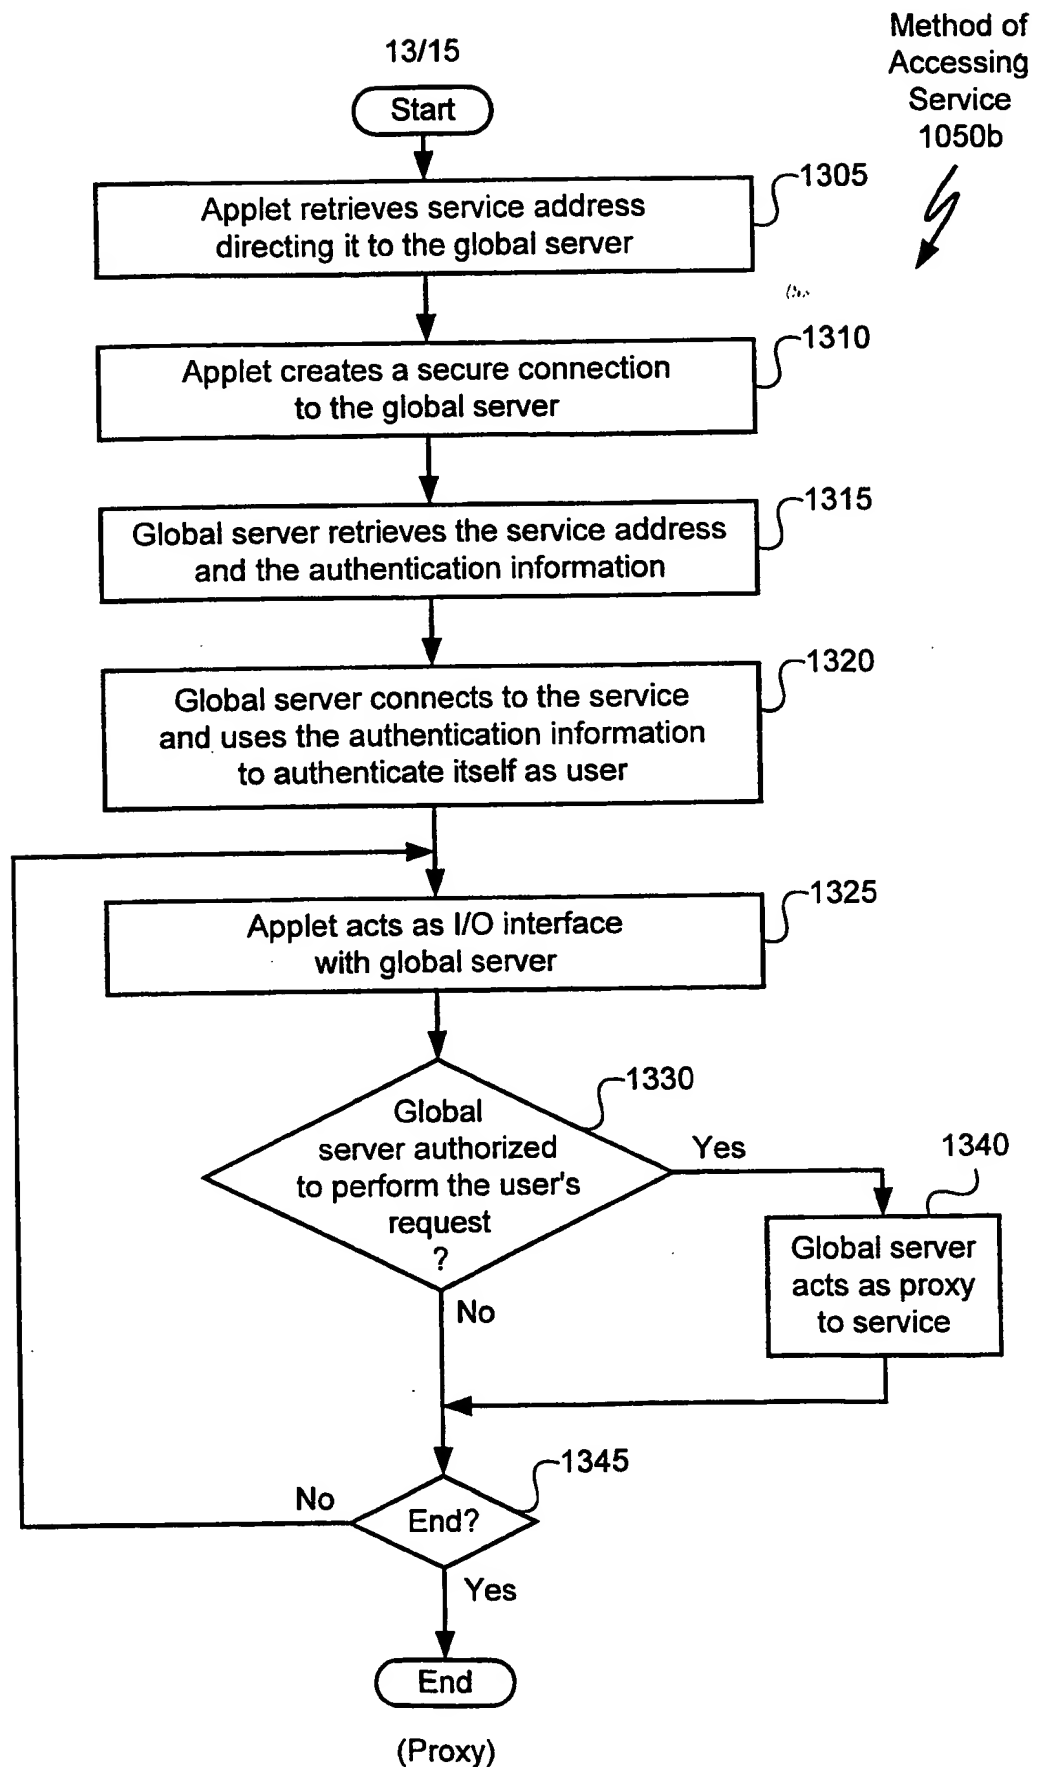 13/15
Method of
Accessing
Service
1050b
Start
1305
Applet retrieves service address
directing it to the global server
1310
Applet creates a secure connection
to the global server
1315
Global server retrieves the service address
and the authentication information
1320
Global server connects to the service
and uses the authentication information
to authenticate itself as user
1325
Applet acts as I/O interface
with global server
1330
Global
server authorized
to perform the user's
request
?
Yes
1340
Global server
acts as proxy
to service
No
1345
No
End?
Yes
End
(Proxy)